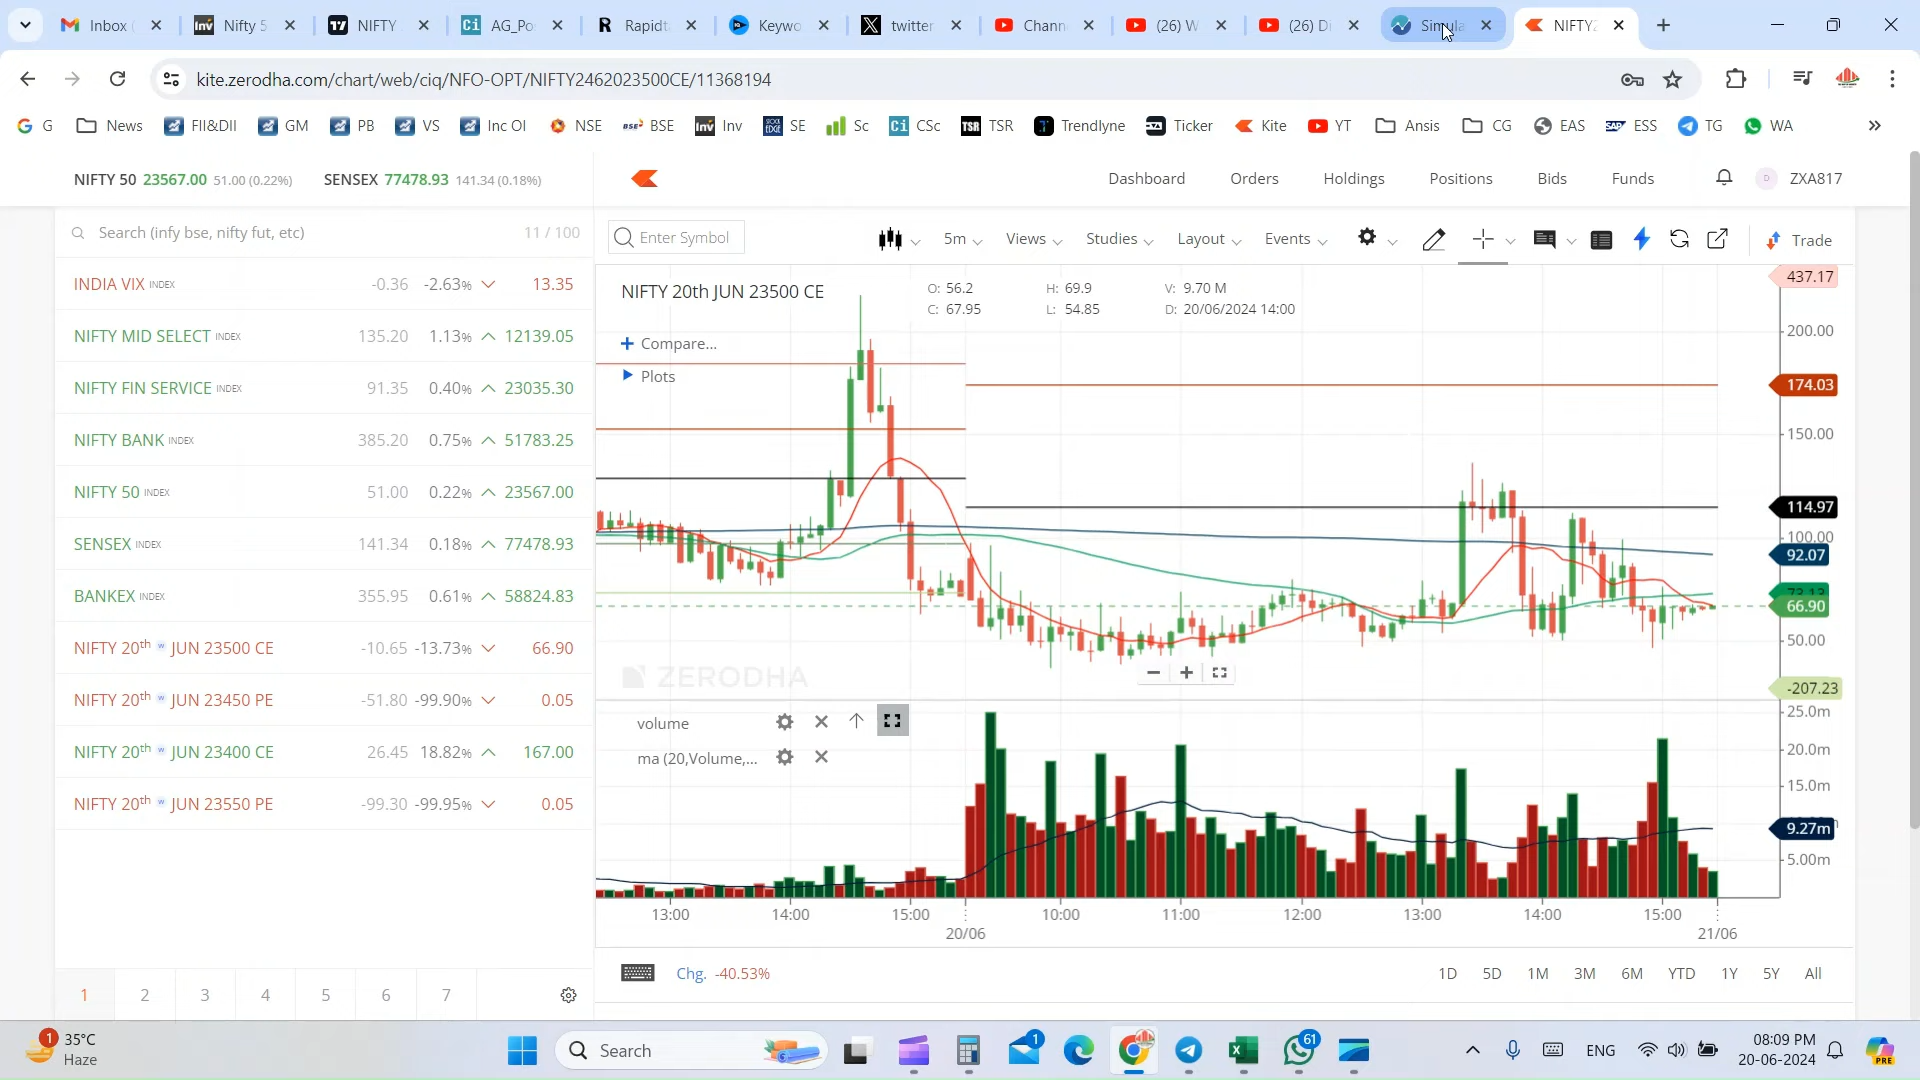 Inbox (
Nifty 5
NIFTY
AG_Po
Rapidt
Keywo
twitter
Chann
(26) W
(26) D
Simula
NIFTY2
kite.zerodha.com/chart/web/ciq/NFO-OPT/NIFTY2462023500CE/11368194
G
News
FII&DII
GM
PB
VS
Inc OI
NSE
BSE
Inv
SE
Sc
CSc
TSR
Trendlyne
Ticker
Kite
YT
Ansis
CG
EAS
ESS
TG
WA
NIFTY 50 23567.00 51.00 (0.22%)
SENSEX 77478.93 141.34 (0.18%)
Dashboard
Orders
Holdings
Positions
Bids
Funds
D
ZXA817
Search (infy bse, nifty fut, etc)
11 / 100
INDIA VIX INDEX -0.36 -2.63% 13.35
NIFTY MID SELECT INDEX 135.20 1.13% 12139.05
NIFTY FIN SERVICE INDEX 91.35 0.40% 23035.30
NIFTY BANK INDEX 385.20 0.75% 51783.25
NIFTY 50 INDEX 51.00 0.22% 23567.00
SENSEX INDEX 141.34 0.18% 77478.93
BANKEX INDEX 355.95 0.61% 58824.83
NIFTY 20th w JUN 23500 CE -10.65 -13.73% 66.90
NIFTY 20th w JUN 23450 PE -51.80 -99.90% 0.05
NIFTY 20th w JUN 23400 CE 26.45 18.82% 167.00
NIFTY 20th w JUN 23550 PE -99.30 -99.95% 0.05
1 2 3 4 5 6 7
Enter Symbol
5m
Views
Studies
Layout
Events
Trade
NIFTY 20th JUN 23500 CE
O: 56.2 H: 69.9 V: 9.70 M
C: 67.95 L: 54.85 D: 20/06/2024 14:00
Compare...
Plots
437.17
200.00
174.03
150.00
114.97
100.00
92.07
66.90
50.00
-207.23
ZERODHA
volume
ma (20,Volume,...
25.0m
20.0m
15.0m
9.27m
5.00m
13:00 14:00 15:00 10:00 11:00 12:00 13:00 14:00 15:00
20/06 21/06
Chg. -40.53%
1D 5D 1M 3M 6M YTD 1Y 5Y All
1
35°C
Haze
Search
1
61
ENG
08:09 PM
20-06-2024
PRE